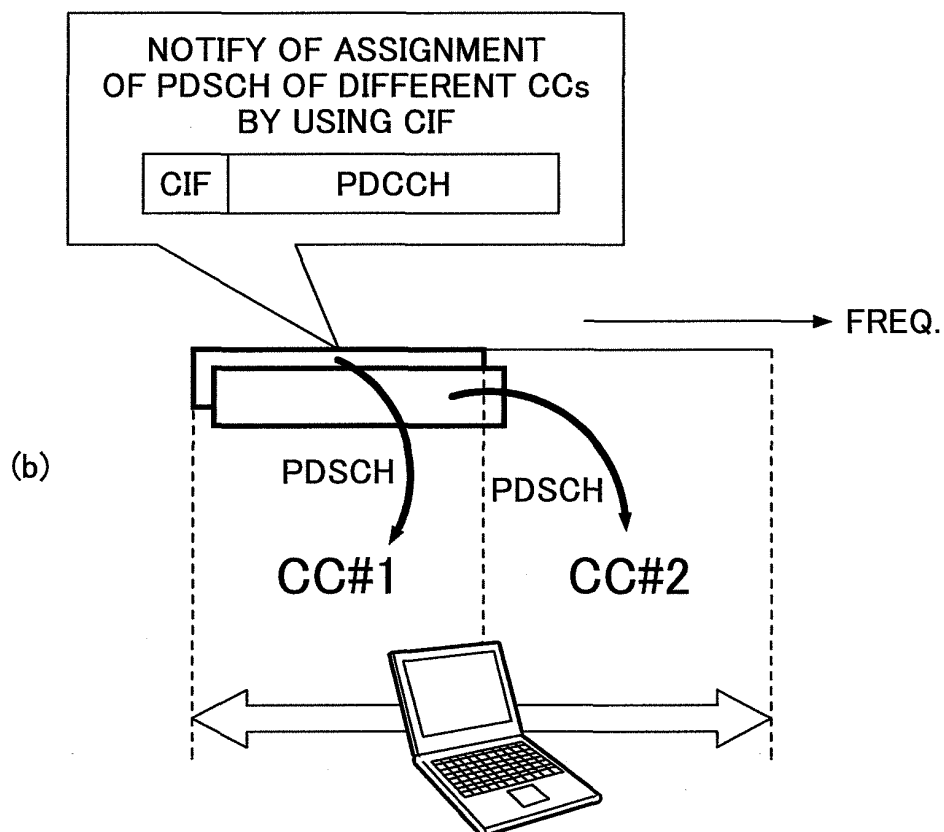 NOTIFY OF ASSIGNMENT
OF PDSCH OF DIFFERENT CCs
BY USING CIF
CIF PDCCH
FREQ.
(b)
PDSCH PDSCH
CC#1 CC#2